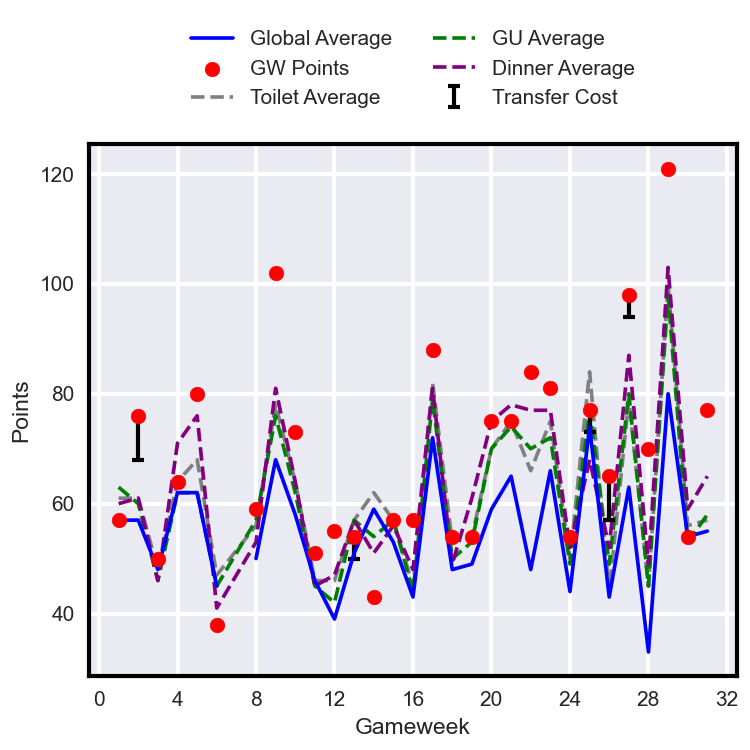 Global Average
GW Points
Toilet Average
GU Average
Dinner Average
Transfer Cost
120
100
80
60
40
Points
0 4 8 12 16 20 24 28 32
Gameweek